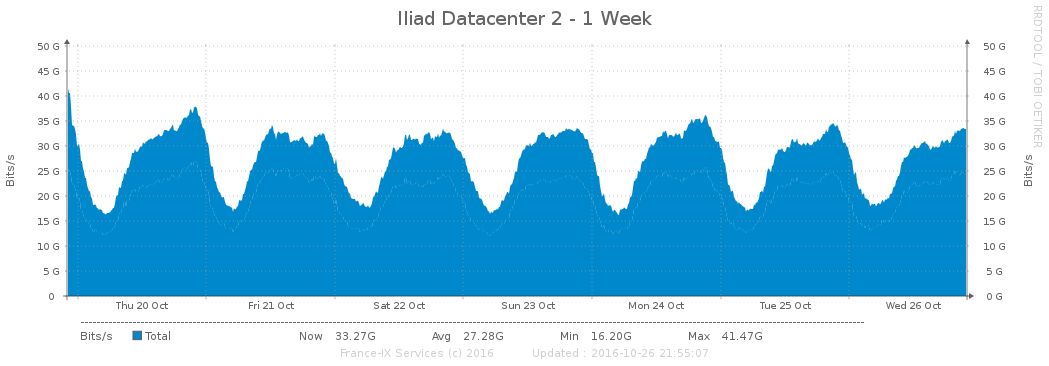 Iliad Datacenter 2 - 1 Week
RRDTOOL / TOBI OETIKER
Bits/s
50 G
45 G
40 G
35 G
30 G
25 G
20 G
15 G
10 G
5 G
0
50 G
45 G
40 G
35 G
30 G
25 G
20 G
15 G
10 G
5 G
0 G
Bits/s
Thu 20 Oct Fri 21 Oct Sat 22 Oct Sun 23 Oct Mon 24 Oct Tue 25 Oct Wed 26 Oct
Bits/s Total Now 33.27G Avg 27.28G Min 16.20G Max 41.47G
France-IX Services (c) 2016 Updated : 2016-10-26 21:55:07